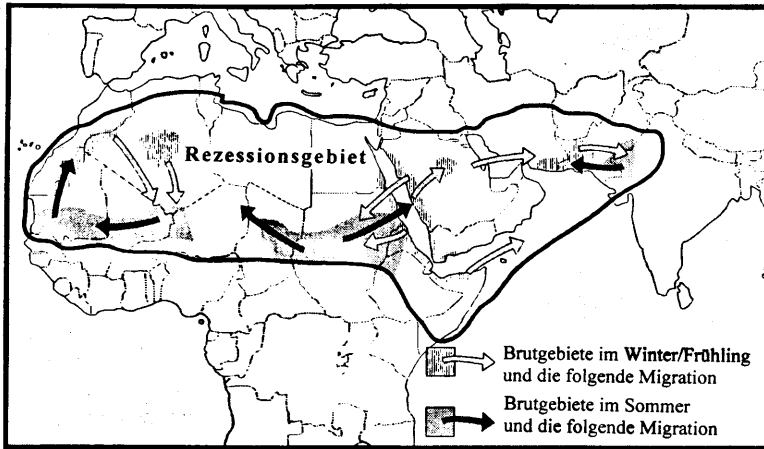 Rezessionsgebiet
Brutgebiete im Winter/Frühling
und die folgende Migration
Brutgebiete im Sommer
und die folgende Migration